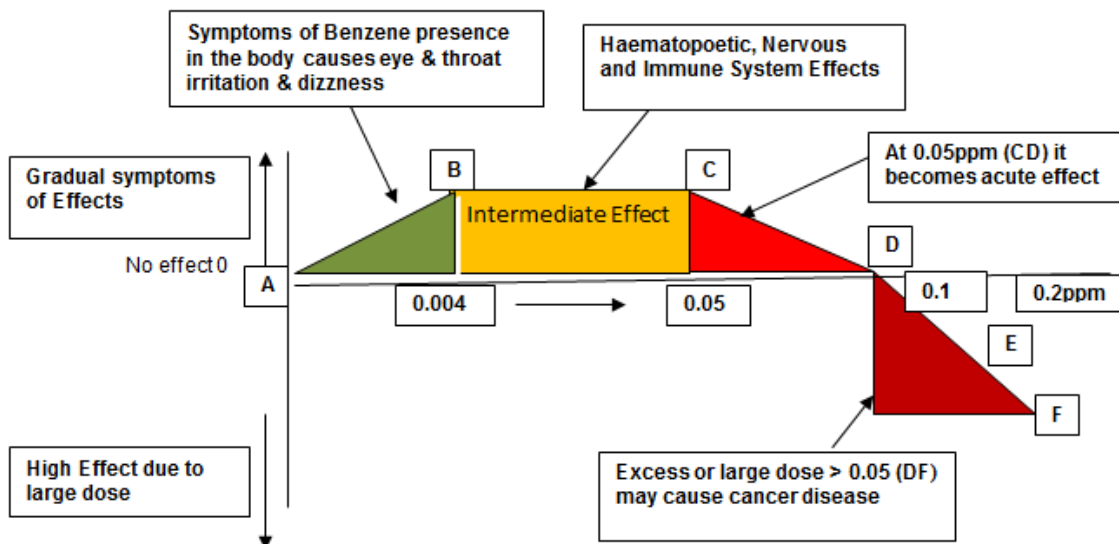 Symptoms of Benzene presence
in the body causes eye & throat
irritation & dizzness
Haematopoetic, Nervous
and Immune System Effects
At 0.05ppm (CD) it
becomes acute effect
Gradual symptoms
of Effects
B
C
Intermediate Effect
D
No effect 0
A
0.004
0.05
0.1
0.2ppm
E
F
High Effect due to
large dose
Excess or large dose > 0.05 (DF)
may cause cancer disease